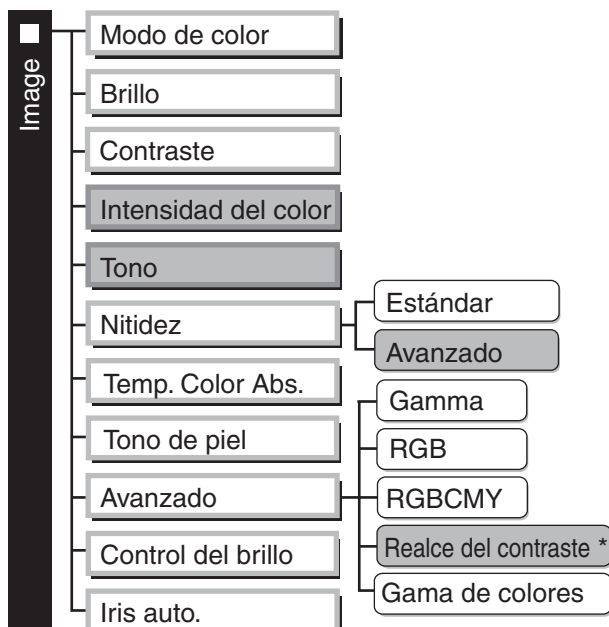 Image
Modo de color
Brillo
Contraste
Intensidad del color
Tono
Nitidez
Estándar
Avanzado
Temp. Color Abs.
Tono de piel
Avanzado
Gamma
RGB
RGBCMY
Realce del contraste *
Gama de colores
Control del brillo
Iris auto.